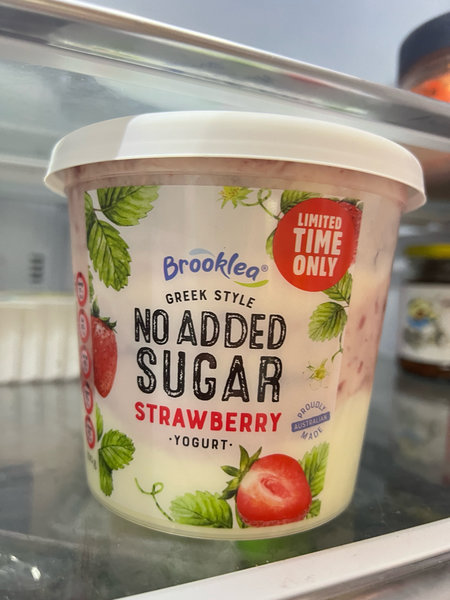 LIMITED
TIME
ONLY
Brooklea®
GREEK STYLE
NO ADDED
SUGAR
STRAWBERRY
·YOGURT·
PROUDLY
AUSTRALIAN
MADE